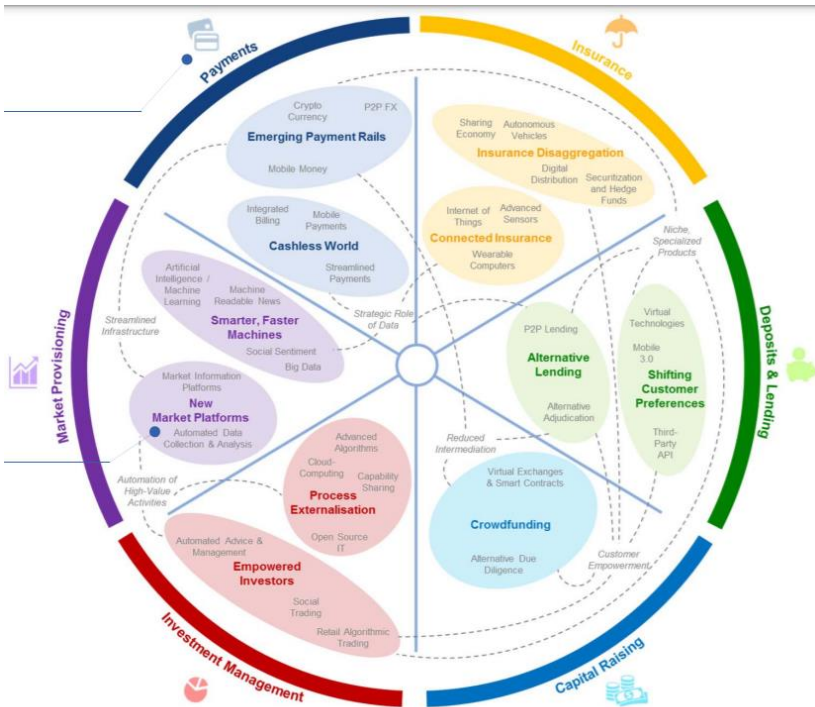 Payments
Insurance
Crypto
Currency
P2P FX
Emerging Payment Rails
Mobile Money
Sharing
Economy
Autonomous
Vehicles
Insurance Disaggregation
Digital
Distribution
Securitization
and Hedge
Funds
Integrated
Billing
Mobile
Payments
Cashless World
Streamlined
Payments
Internet of
Things
Advanced
Sensors
Connected Insurance
Wearable
Computers
Niche,
Specialized
Products
Artificial
Intelligence /
Machine
Learning
Machine
Readable News
Smarter, Faster
Machines
Social Sentiment
Big Data
Streamlined
Infrastructure
Strategic Role
of Data
Market Provisioning
P2P Lending
Alternative
Lending
Alternative
Adjudication
Virtual
Technologies
Mobile
3.0
Shifting
Customer
Preferences
Third-
Party
API
Deposits & Lending
Market Information
Platforms
New
Market Platforms
Automated Data
Collection & Analysis
Automation of
High-Value
Activities
Advanced
Algorithms
Cloud-
Computing
Capability
Sharing
Process
Externalisation
Open Source
IT
Reduced
Intermediation
Virtual Exchanges
& Smart Contracts
Crowdfunding
Alternative Due
Diligence
Customer
Empowerment
Automated Advice &
Management
Empowered
Investors
Social
Trading
Retail Algorithmic
Trading
Investment Management
Capital Raising